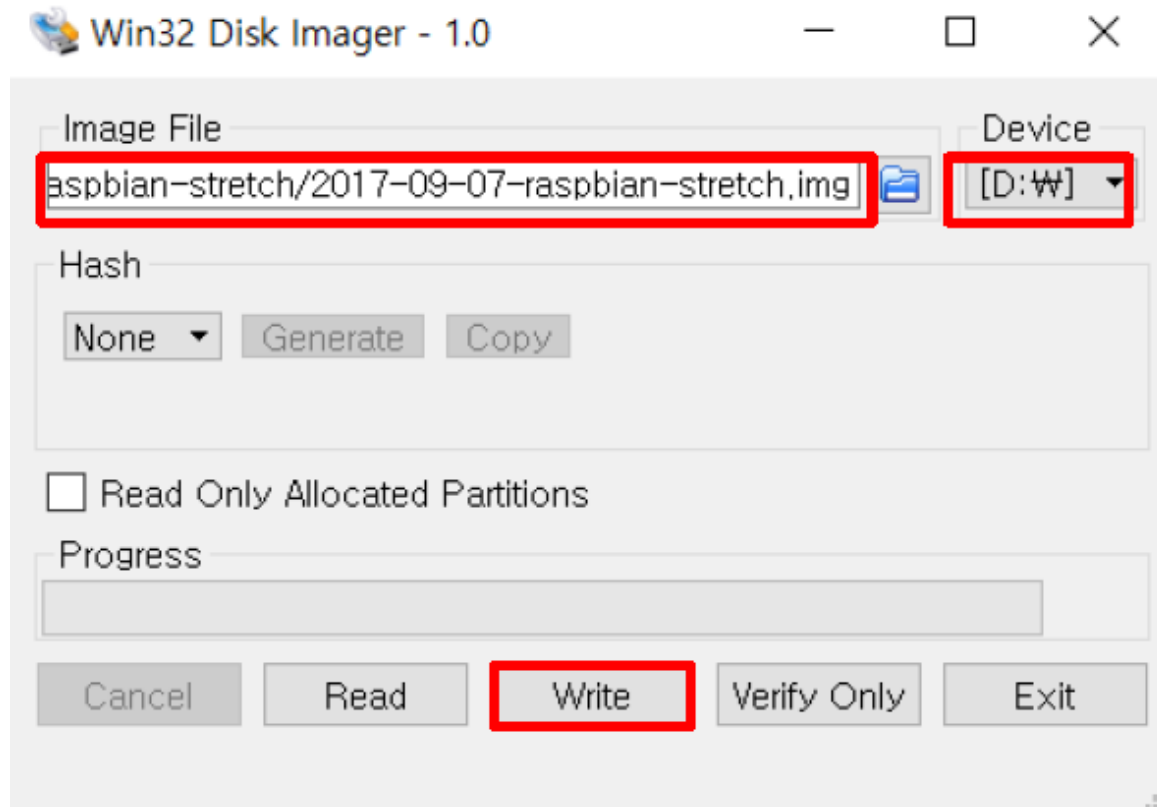 Win32 Disk Imager - 1.0
Image File
Device
aspbian-stretch/2017-09-07-raspbian-stretch.img
[D:₩]
Hash
None
Generate
Copy
Read Only Allocated Partitions
Progress
Cancel
Read
Write
Verify Only
Exit